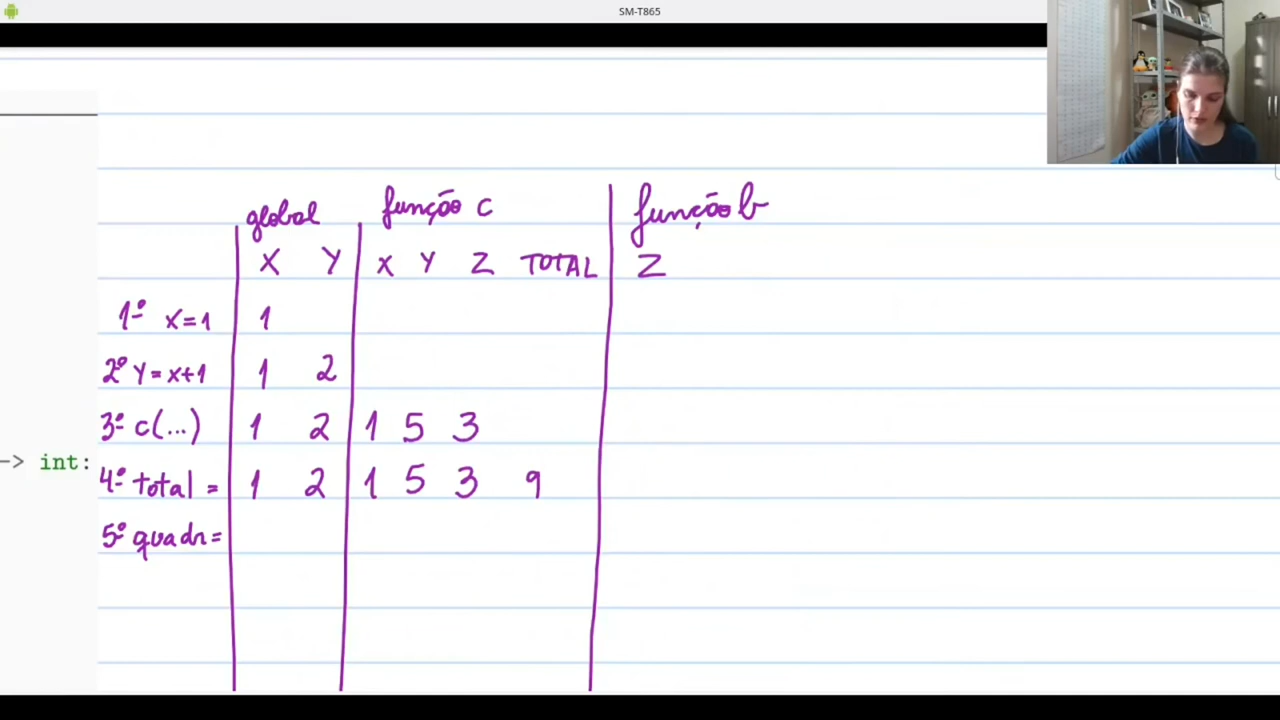 SM-T865
global função c função b
X Y X Y Z TOTAL Z
1º X=1 1
2º Y=X+1 1 2
3º c(...) 1 2 1 5 3
-> int:
4º total = 1 2 1 5 3 9
5º quadr=